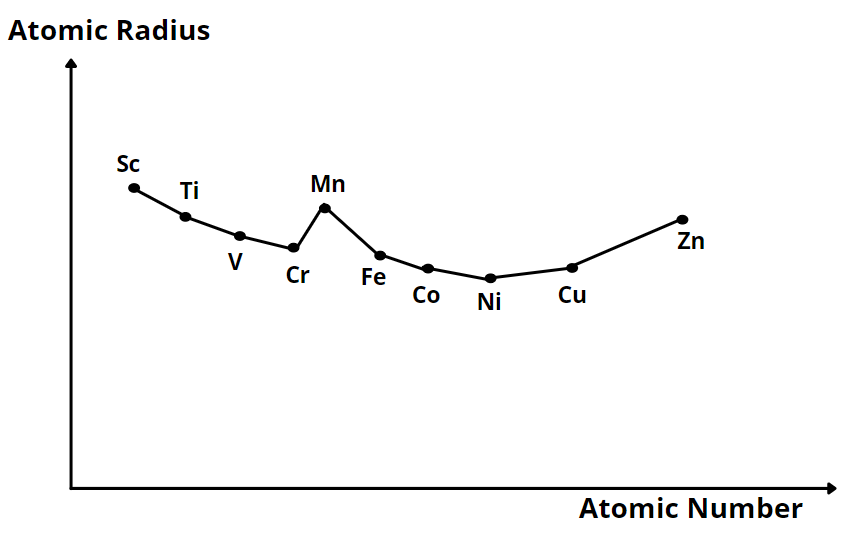 Atomic Radius
Sc
Ti
Mn
V
Cr
Fe
Co
Ni
Cu
Zn
Atomic Number